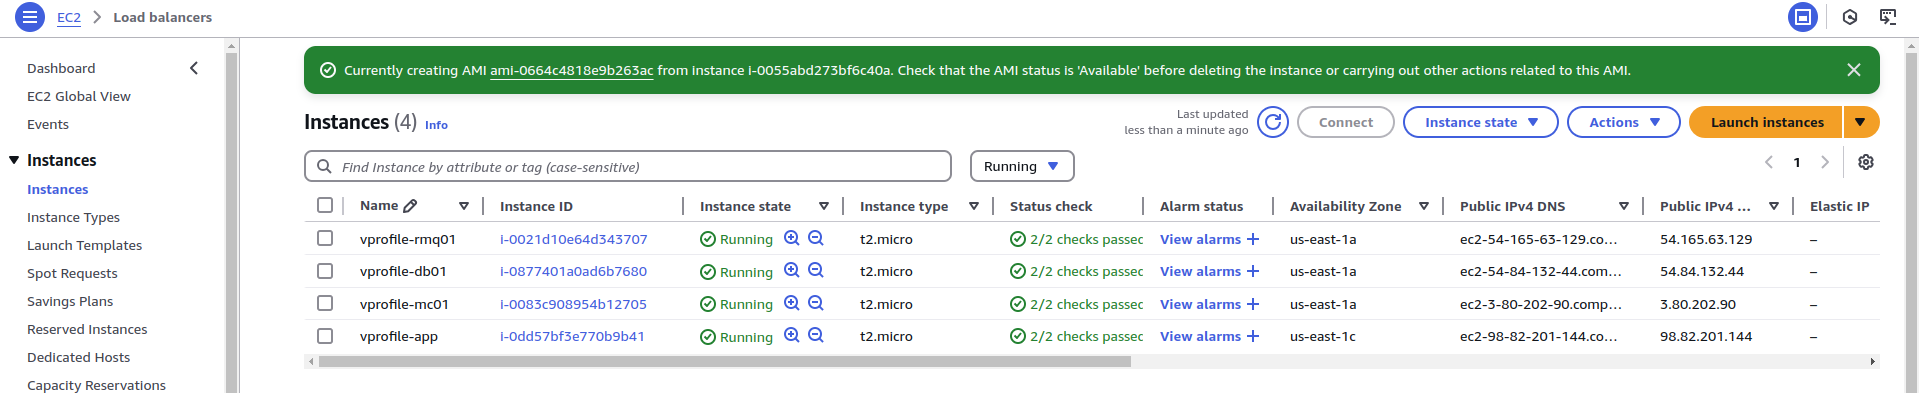 EC2 > Load balancers
Dashboard
EC2 Global View
Events
Instances
Instances
Instance Types
Launch Templates
Spot Requests
Savings Plans
Reserved Instances
Dedicated Hosts
Capacity Reservations
Currently creating AMI ami-0664c4818e9b263ac from instance i-0055abd273bf6c40a. Check that the AMI status is 'Available' before deleting the instance or carrying out other actions related to this AMI.
Instances (4) Info
Last updated
less than a minute ago
Connect Instance state Actions Launch instances
Find Instance by attribute or tag (case-sensitive) Running 1
Name Instance ID Instance state Instance type Status check Alarm status Availability Zone Public IPv4 DNS Public IPv4 ... Elastic IP
vprofile-rmq01 i-0021d10e64d343707 Running t2.micro 2/2 checks passec View alarms + us-east-1a ec2-54-165-63-129.co... 54.165.63.129 –
vprofile-db01 i-0877401a0ad6b7680 Running t2.micro 2/2 checks passec View alarms + us-east-1a ec2-54-84-132-44.com... 54.84.132.44 –
vprofile-mc01 i-0083c908954b12705 Running t2.micro 2/2 checks passec View alarms + us-east-1a ec2-3-80-202-90.comp... 3.80.202.90 –
vprofile-app i-0dd57bf3e770b9b41 Running t2.micro 2/2 checks passec View alarms + us-east-1c ec2-98-82-201-144.co... 98.82.201.144 –